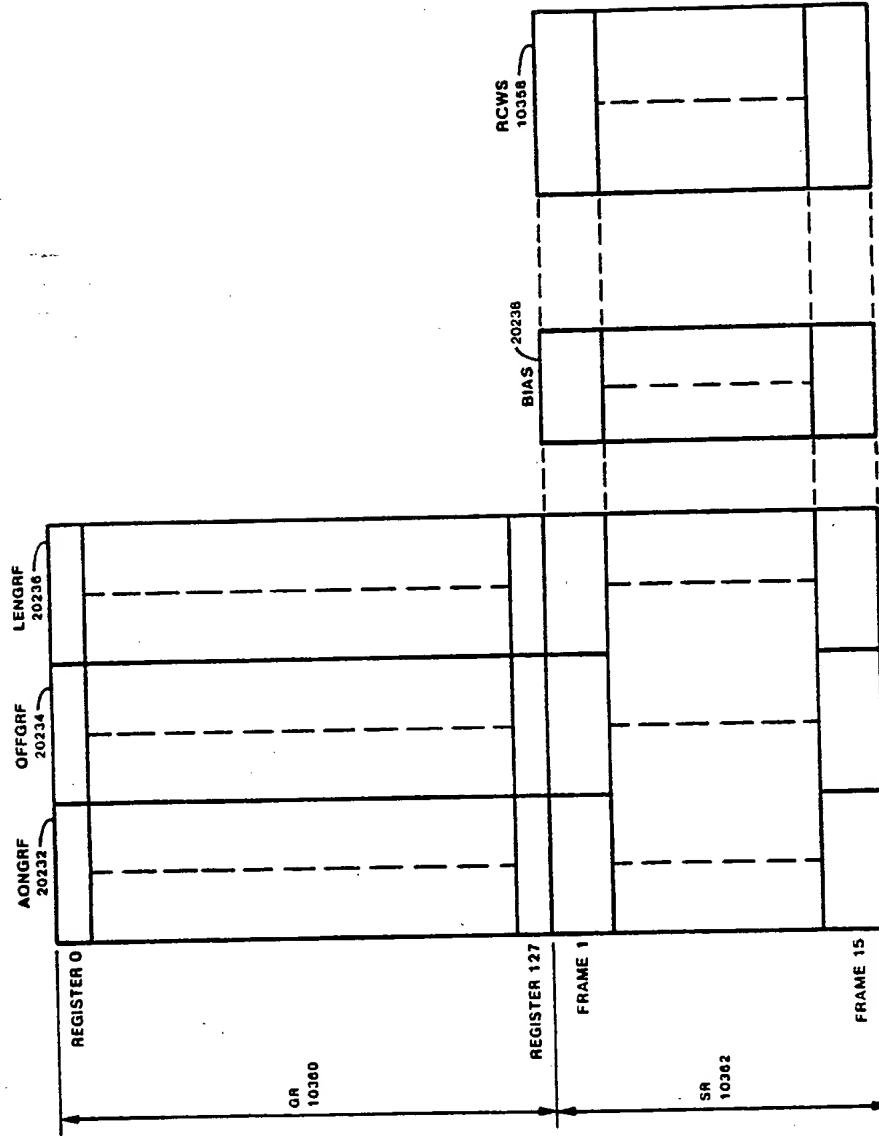 AONGRF
20232
OFFGRF
20234
LENGRF
20236
REGISTER 0
GR
10360
REGISTER 127
FRAME 1
SR
10362
FRAME 15
BIAS
20238
RCWS
10358